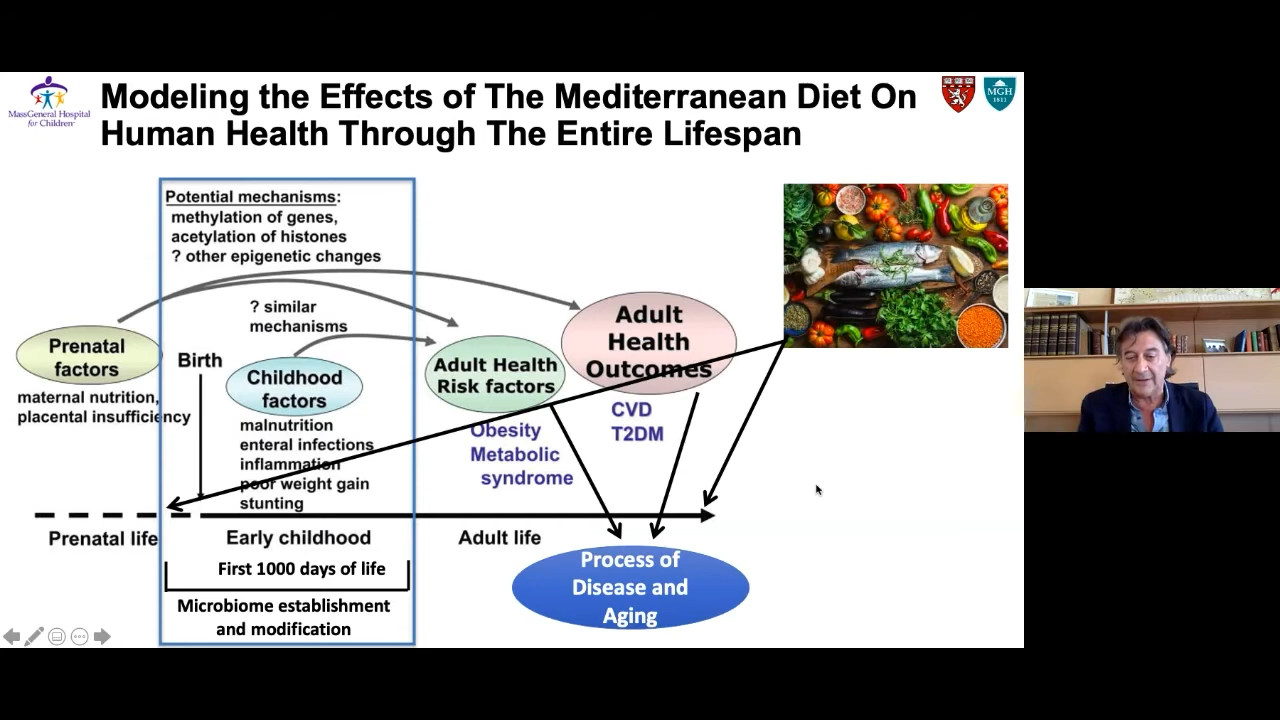 MassGeneral Hospital
for Children
Modeling the Effects of The Mediterranean Diet On
Human Health Through The Entire Lifespan
MGH
1811
Potential mechanisms:
methylation of genes,
acetylation of histones
? other epigenetic changes
? similar
mechanisms
Prenatal
factors
maternal nutrition,
placental insufficiency
Birth
Childhood
factors
malnutrition
enteral infections
inflammation
poor weight gain
stunting
Adult Health
Risk factors
Obesity
Metabolic
syndrome
Adult
Health
Outcomes
CVD
T2DM
Prenatal life
Early childhood
Adult life
First 1000 days of life
Microbiome establishment
and modification
Process of
Disease and
Aging